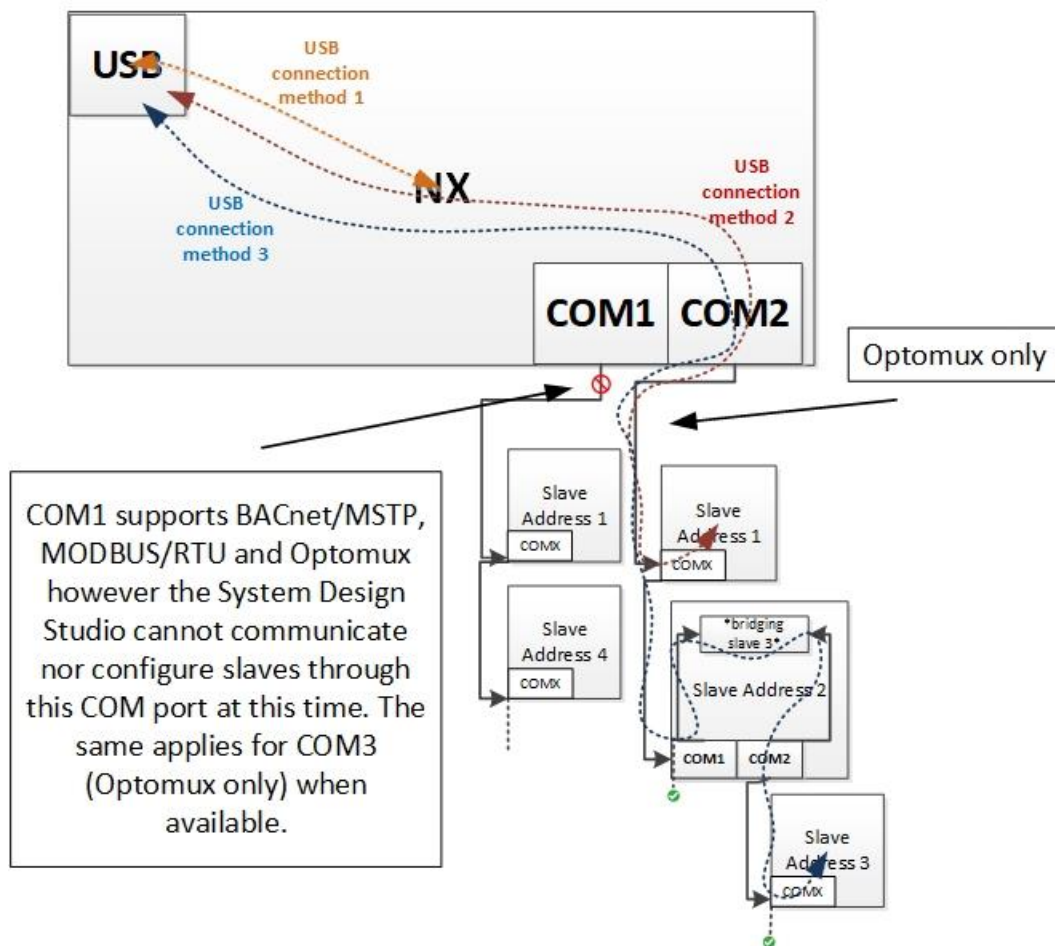 USB
USB
connection
method 1
NX
USB
connection
method 2
USB
connection
method 3
COM1
COM2
Optomux only
COM1 supports BACnet/MSTP,
MODBUS/RTU and Optomux
however the System Design
Studio cannot communicate
nor configure slaves through
this COM port at this time. The
same applies for COM3
(Optomux only) when
available.
Slave
Address 1
COMX
Slave
Address 4
COMX
Slave
Address 1
COMX
*bridging
slave 3*
Slave Address 2
COM1
COM2
Slave
Address 3
COMX